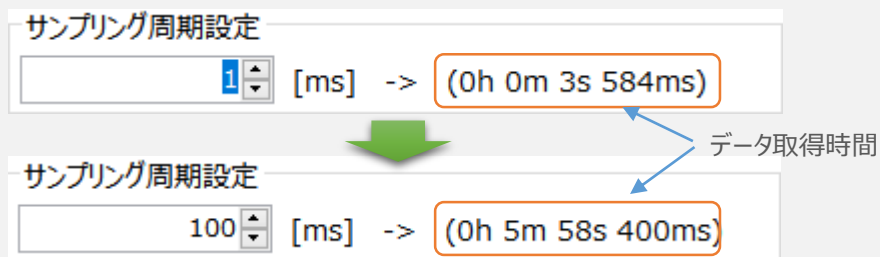 サンプリング周期設定
1 [ms] -> (0h 0m 3s 584ms)
データ取得時間
サンプリング周期設定
100 [ms] -> (0h 5m 58s 400ms)